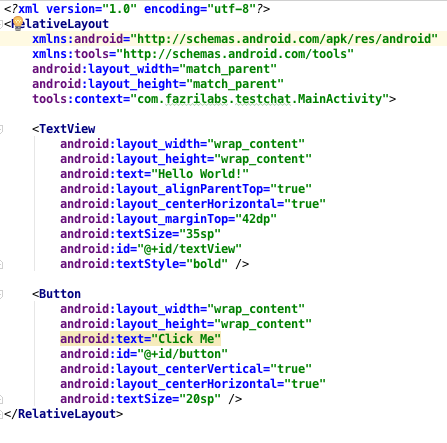 <?xml version="1.0" encoding="utf-8"?>
<RelativeLayout
    xmlns:android="http://schemas.android.com/apk/res/android"
    xmlns:tools="http://schemas.android.com/tools"
    android:layout_width="match_parent"
    android:layout_height="match_parent"
    tools:context="com.fazrilabs.testchat.MainActivity">

    <TextView
        android:layout_width="wrap_content"
        android:layout_height="wrap_content"
        android:text="Hello World!"
        android:layout_alignParentTop="true"
        android:layout_centerHorizontal="true"
        android:layout_marginTop="42dp"
        android:textSize="35sp"
        android:id="@+id/textView"
        android:textStyle="bold" />

    <Button
        android:layout_width="wrap_content"
        android:layout_height="wrap_content"
        android:text="Click Me"
        android:id="@+id/button"
        android:layout_centerVertical="true"
        android:layout_centerHorizontal="true"
        android:textSize="20sp" />
</RelativeLayout>